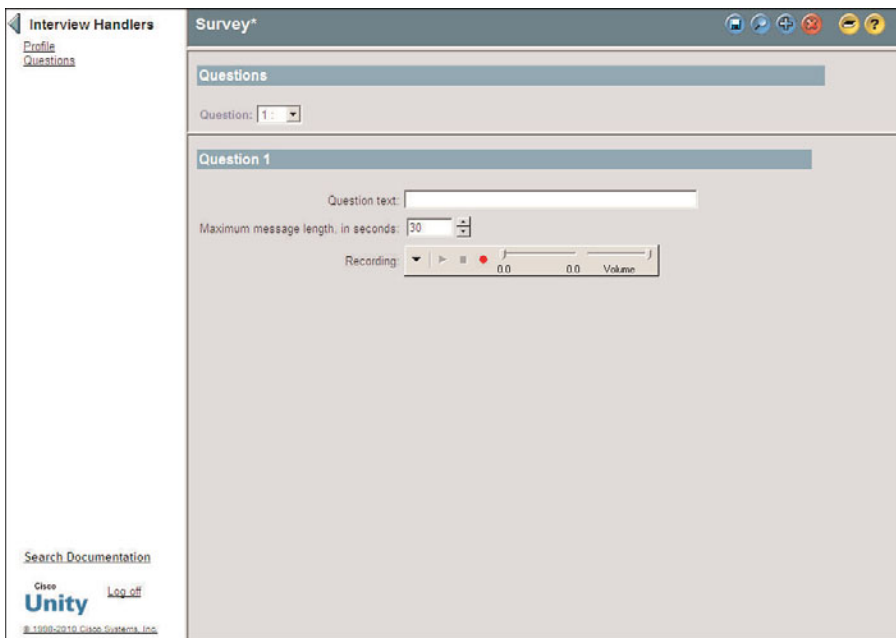 Interview Handlers
Profile
Questions
Survey*
?
Questions
Question: 1 :
Question 1
Question text:
Maximum message length, in seconds: 30
Recording:
0.0 0.0 Volume
Search Documentation
Cisco
Unity
Log off
© 1998-2010 Cisco Systems, Inc.